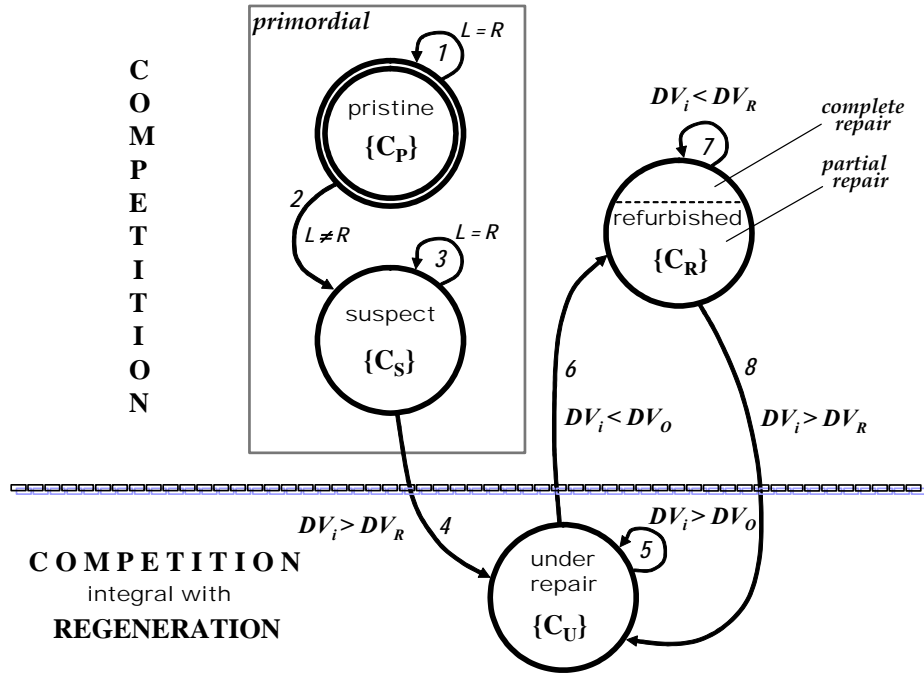 primordial
COMPETITION
1
L = R
pristine
{C_P}
2
L ≠ R
3
L = R
suspect
{C_S}
DV_i < DV_R
7
complete
repair
partial
repair
refurbished
{C_R}
6
8
DV_i < DV_O
DV_i > DV_R
DV_i > DV_R
4
DV_i > DV_O
5
under
repair
{C_U}
COMPETITION
integral with
REGENERATION